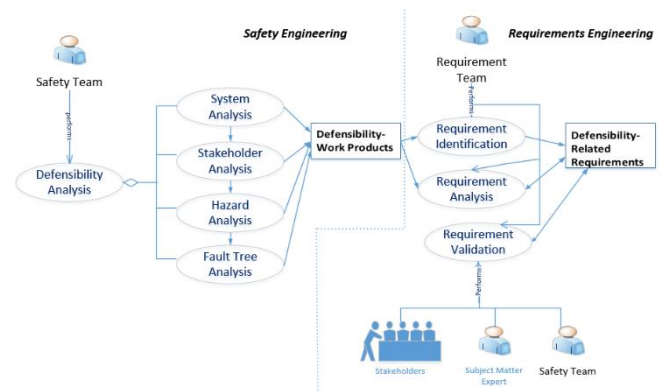 Safety Engineering
Requirements Engineering
Safety Team
performs
Defensibility
Analysis
System
Analysis
Stakeholder
Analysis
Hazard
Analysis
Fault Tree
Analysis
Defensibility-
Work Products
Requirement
Team
Performs
Requirement
Identification
Requirement
Analysis
Requirement
Validation
Defensibility-
Related
Requirements
Performs
Stakeholders
Subject Matter
Expert
Safety Team